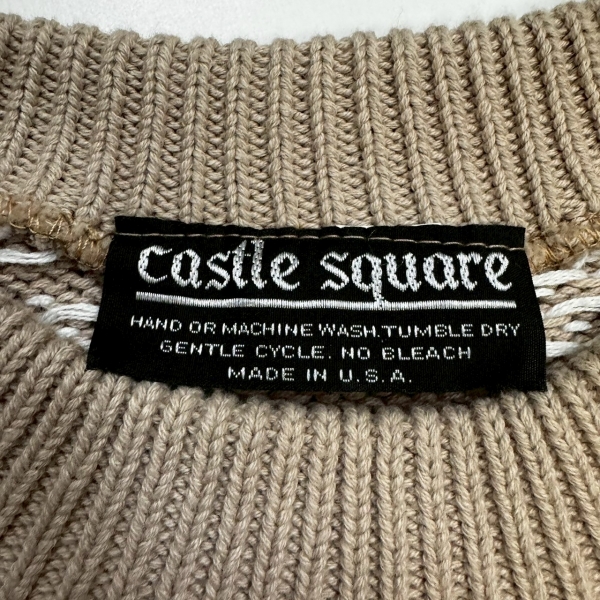 castle square
HAND OR MACHINE WASH.TUMBLE DRY
GENTLE CYCLE. NO BLEACH
MADE IN U.S.A.